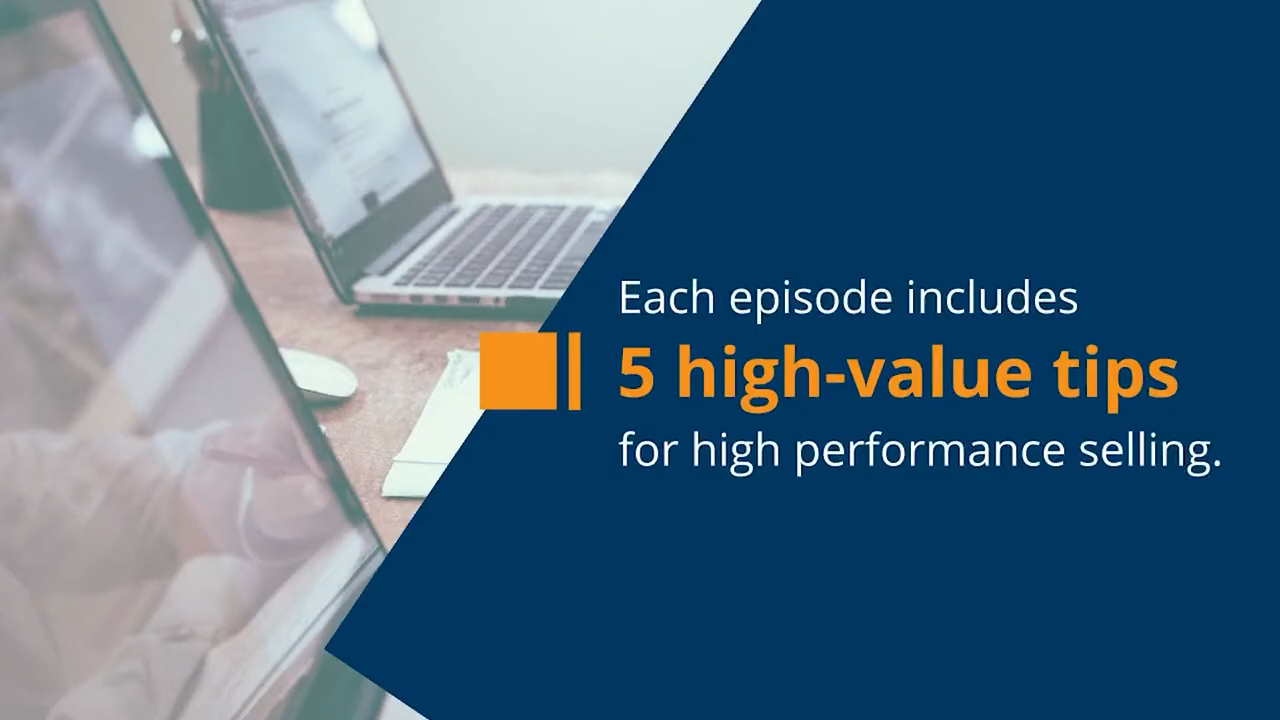 Each episode includes
5 high-value tips
for high performance selling.